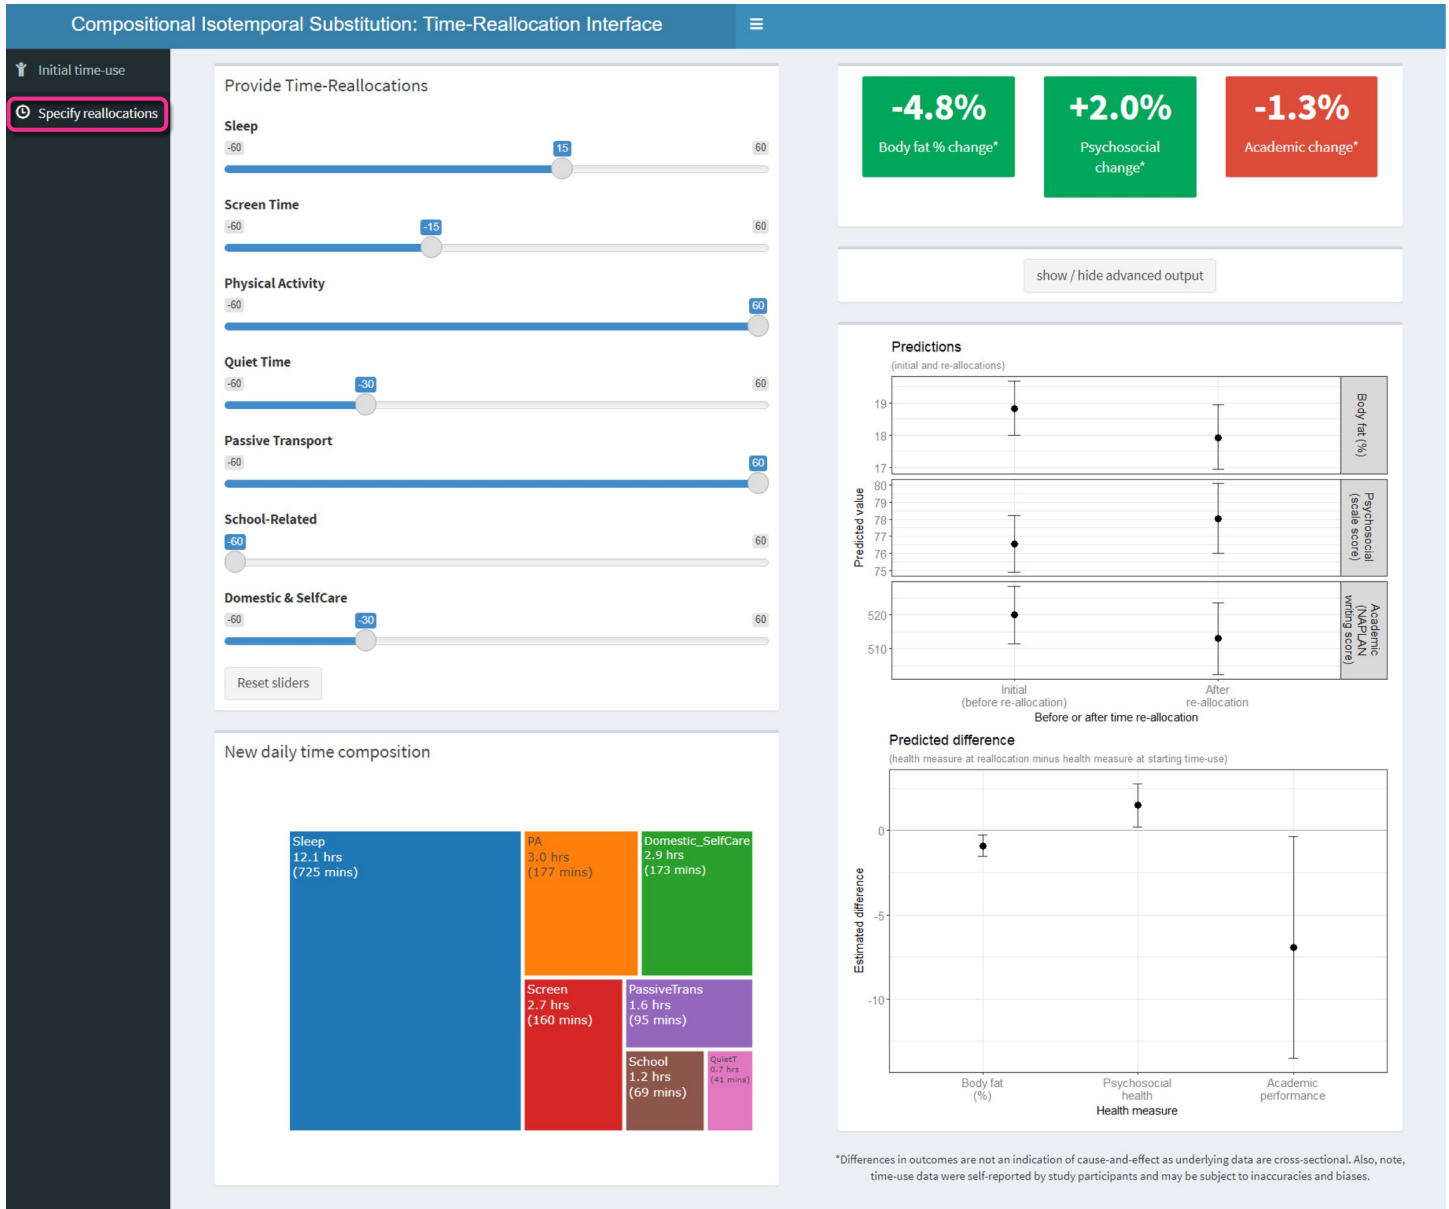 Compositional Isotemporal Substitution: Time-Reallocation Interface
Initial time-use
Specify reallocations
Provide Time-Reallocations
Sleep
-60 15 60
Screen Time
-60 -15 60
Physical Activity
-60 60
Quiet Time
-60 -30 60
Passive Transport
-60 60
School-Related
-60 60
Domestic & SelfCare
-60 -30 60
Reset sliders
New daily time composition
Sleep
12.1 hrs
(725 mins)
PA
3.0 hrs
(177 mins)
Domestic_SelfCare
2.9 hrs
(173 mins)
Screen
2.7 hrs
(160 mins)
PassiveTrans
1.6 hrs
(95 mins)
School
1.2 hrs
(69 mins)
QuietT
0.7 hrs
(41 mins)
-4.8%
Body fat % change*
+2.0%
Psychosocial
change*
-1.3%
Academic change*
show / hide advanced output
Predictions
(initial and re-allocations)
19
18
17
Body fat (%)
80
79
78
77
76
75
Psychosocial
(scale score)
520
510
Academic
(NAPLAN
writing score)
Predicted value
Initial
(before re-allocation)
After
re-allocation
Before or after time re-allocation
Predicted difference
(health measure at reallocation minus health measure at starting time-use)
0
-5
-10
Estimated difference
Body fat
(%)
Psychosocial
health
Academic
performance
Health measure
*Differences in outcomes are not an indication of cause-and-effect as underlying data are cross-sectional. Also, note,
time-use data were self-reported by study participants and may be subject to inaccuracies and biases.